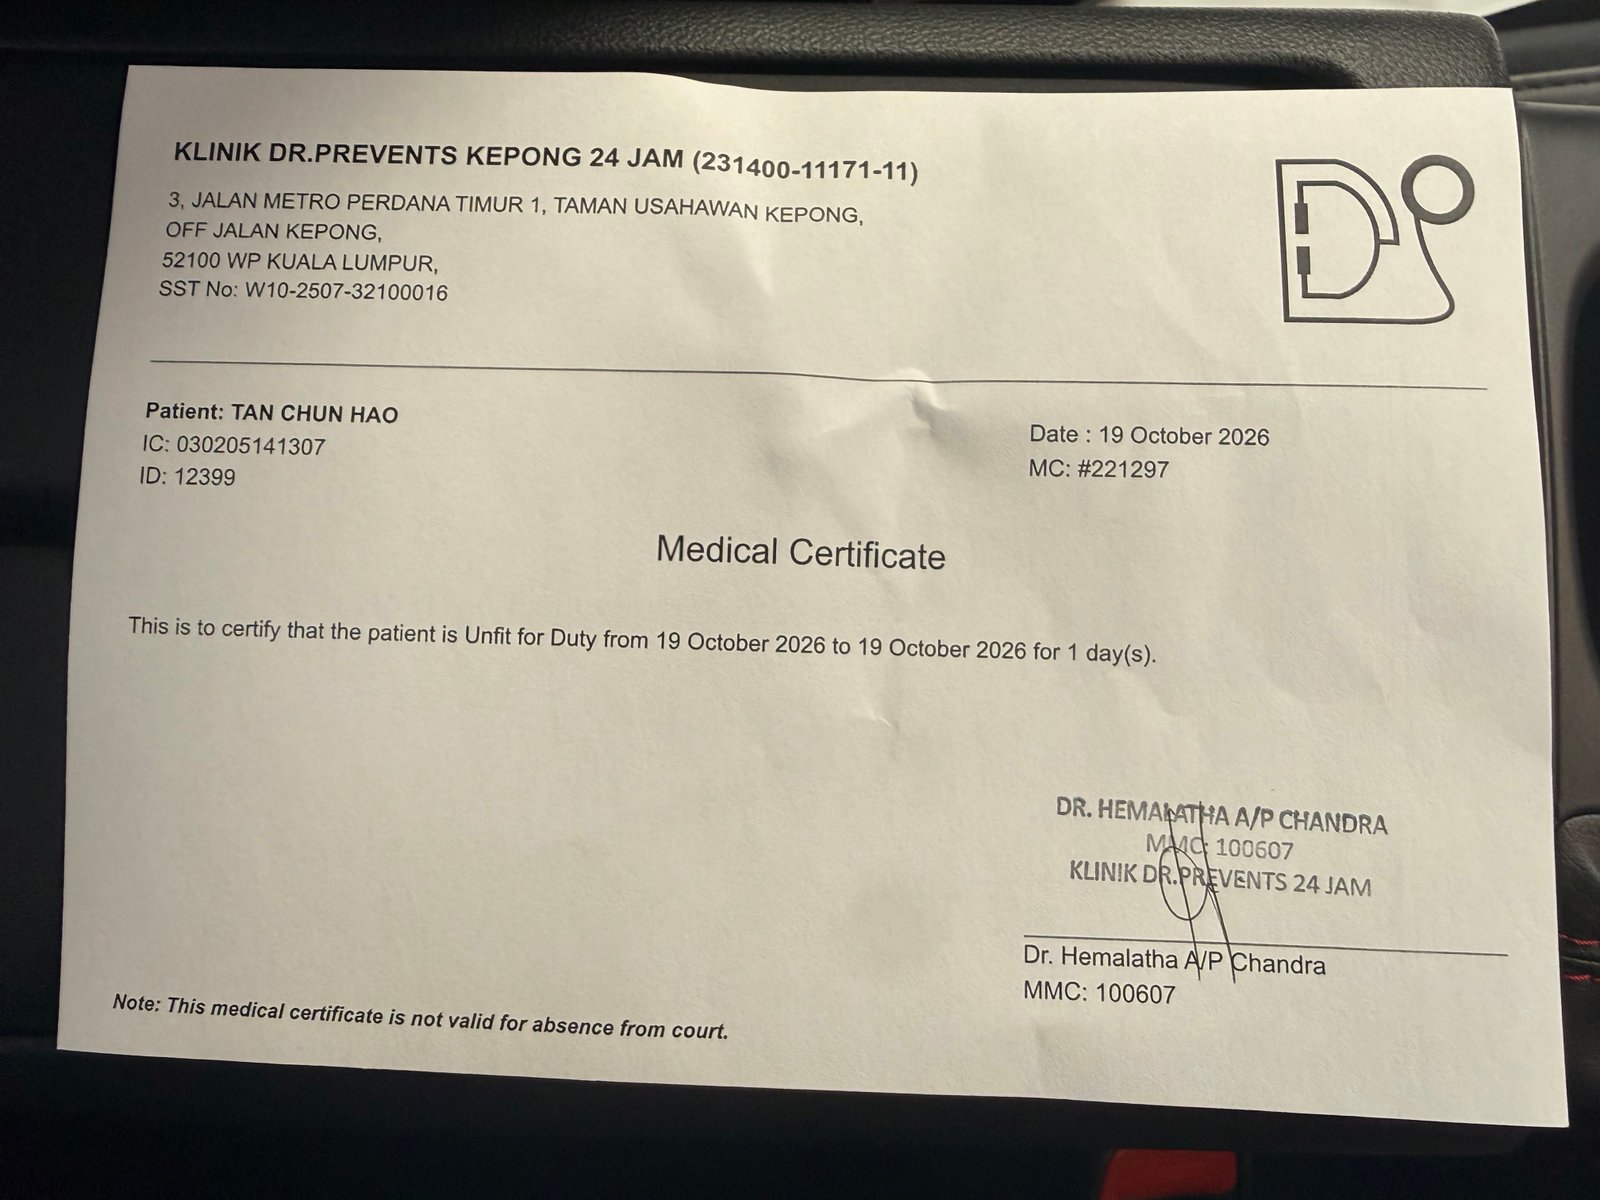 KLINIK DR.PREVENTS KEPONG 24 JAM (231400-11171-11)
3, JALAN METRO PERDANA TIMUR 1, TAMAN USAHAWAN KEPONG,
OFF JALAN KEPONG,
52100 WP KUALA LUMPUR,
SST No: W10-2507-32100016
Patient: TAN CHUN HAO
IC: 030205141307
ID: 12399
Date : 19 October 2026
MC: #221297
Medical Certificate
This is to certify that the patient is Unfit for Duty from 19 October 2026 to 19 October 2026 for 1 day(s).
DR. HEMALATHA A/P CHANDRA
MMC: 100607
KLINIK DR.PREVENTS 24 JAM
Dr. Hemalatha A/P Chandra
MMC: 100607
Note: This medical certificate is not valid for absence from court.